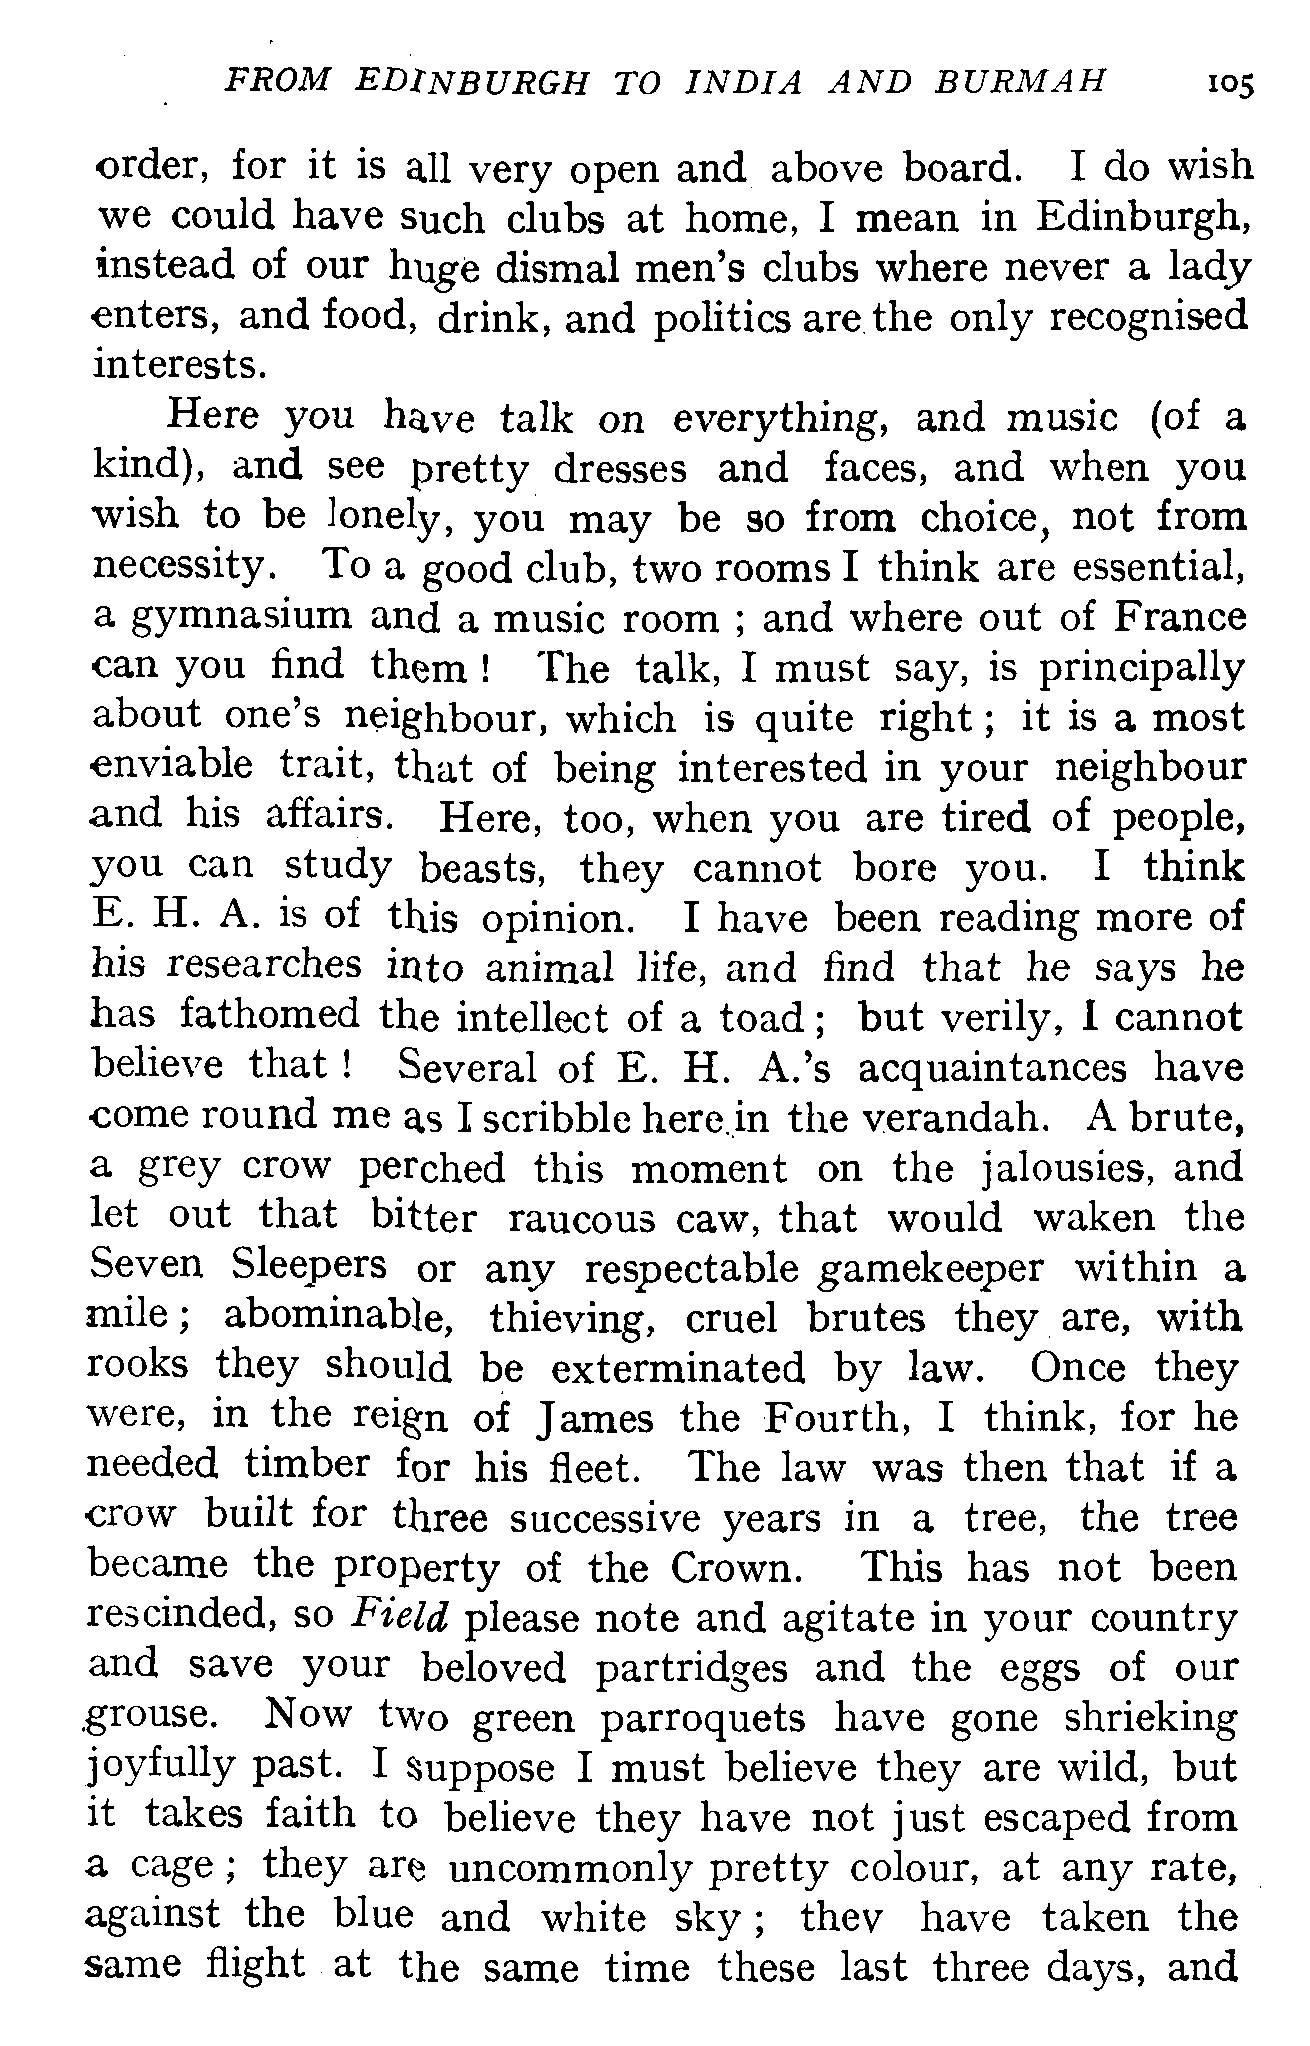 FROM EDINBURGH TO INDIA AND BURMAH 105
order, for it is all very open and above board. I do wish
we could have such clubs at home, I mean in Edinburgh,
instead of our huge dismal men's clubs where never a lady
enters, and food, drink, and politics are the only recognised
interests.
Here you have talk on everything, and music (of a
kind), and see pretty dresses and faces, and when you
wish to be lonely, you may be so from choice, not from
necessity. To a good club, two rooms I think are essential,
a gymnasium and a music room ; and where out of France
can you find them ! The talk, I must say, is principally
about one's neighbour, which is quite right ; it is a most
enviable trait, that of being interested in your neighbour
and his affairs. Here, too, when you are tired of people,
you can study beasts, they cannot bore you. I think
E. H. A. is of this opinion. I have been reading more of
his researches into animal life, and find that he says he
has fathomed the intellect of a toad ; but verily, I cannot
believe that ! Several of E. H. A.'s acquaintances have
come round me as I scribble here in the verandah. A brute,
a grey crow perched this moment on the jalousies, and
let out that bitter raucous caw, that would waken the
Seven Sleepers or any respectable gamekeeper within a
mile ; abominable, thieving, cruel brutes they are, with
rooks they should be exterminated by law. Once they
were, in the reign of James the Fourth, I think, for he
needed timber for his fleet. The law was then that if a
crow built for three successive years in a tree, the tree
became the property of the Crown. This has not been
rescinded, so Field please note and agitate in your country
and save your beloved partridges and the eggs of our
grouse. Now two green parroquets have gone shrieking
joyfully past. I suppose I must believe they are wild, but
it takes faith to believe they have not just escaped from
a cage ; they are uncommonly pretty colour, at any rate,
against the blue and white sky ; they have taken the
same flight at the same time these last three days, and